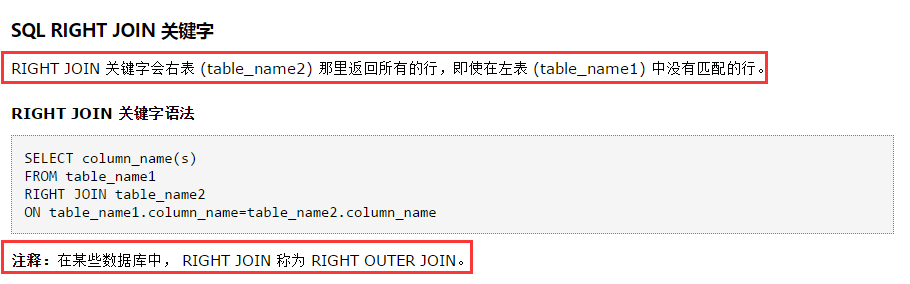 SQL RIGHT JOIN 关键字
RIGHT JOIN 关键字会右表 (table_name2) 那里返回所有的行，即使在左表 (table_name1) 中没有匹配的行。
RIGHT JOIN 关键字语法
SELECT column_name(s)
FROM table_name1
RIGHT JOIN table_name2
ON table_name1.column_name=table_name2.column_name
注释：在某些数据库中， RIGHT JOIN 称为 RIGHT OUTER JOIN。